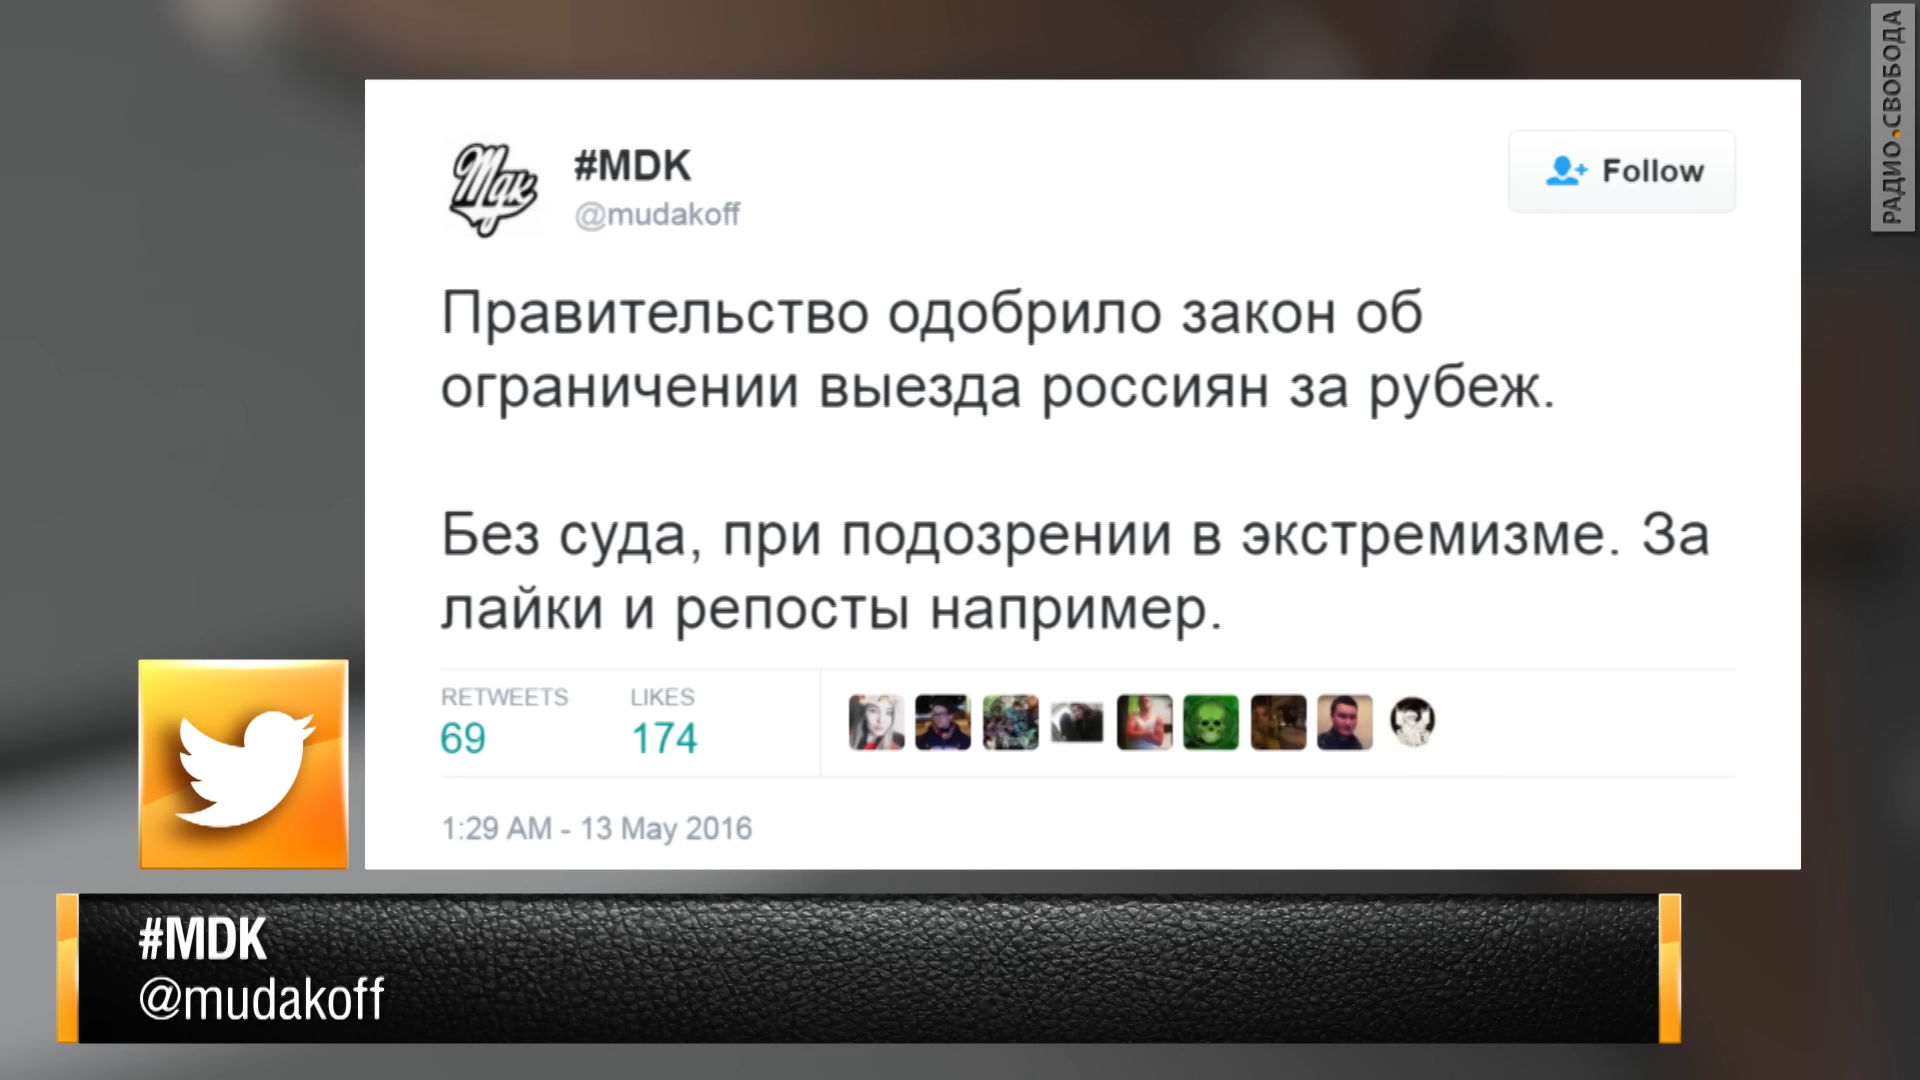 РАДИО СВОБОДА
Мдк
#MDK
@mudakoff
Follow
Правительство одобрило закон об
ограничении выезда россиян за рубеж.
Без суда, при подозрении в экстремизме. За
лайки и репосты например.
RETWEETS LIKES
69 174
1:29 AM - 13 May 2016
#MDK
@mudakoff